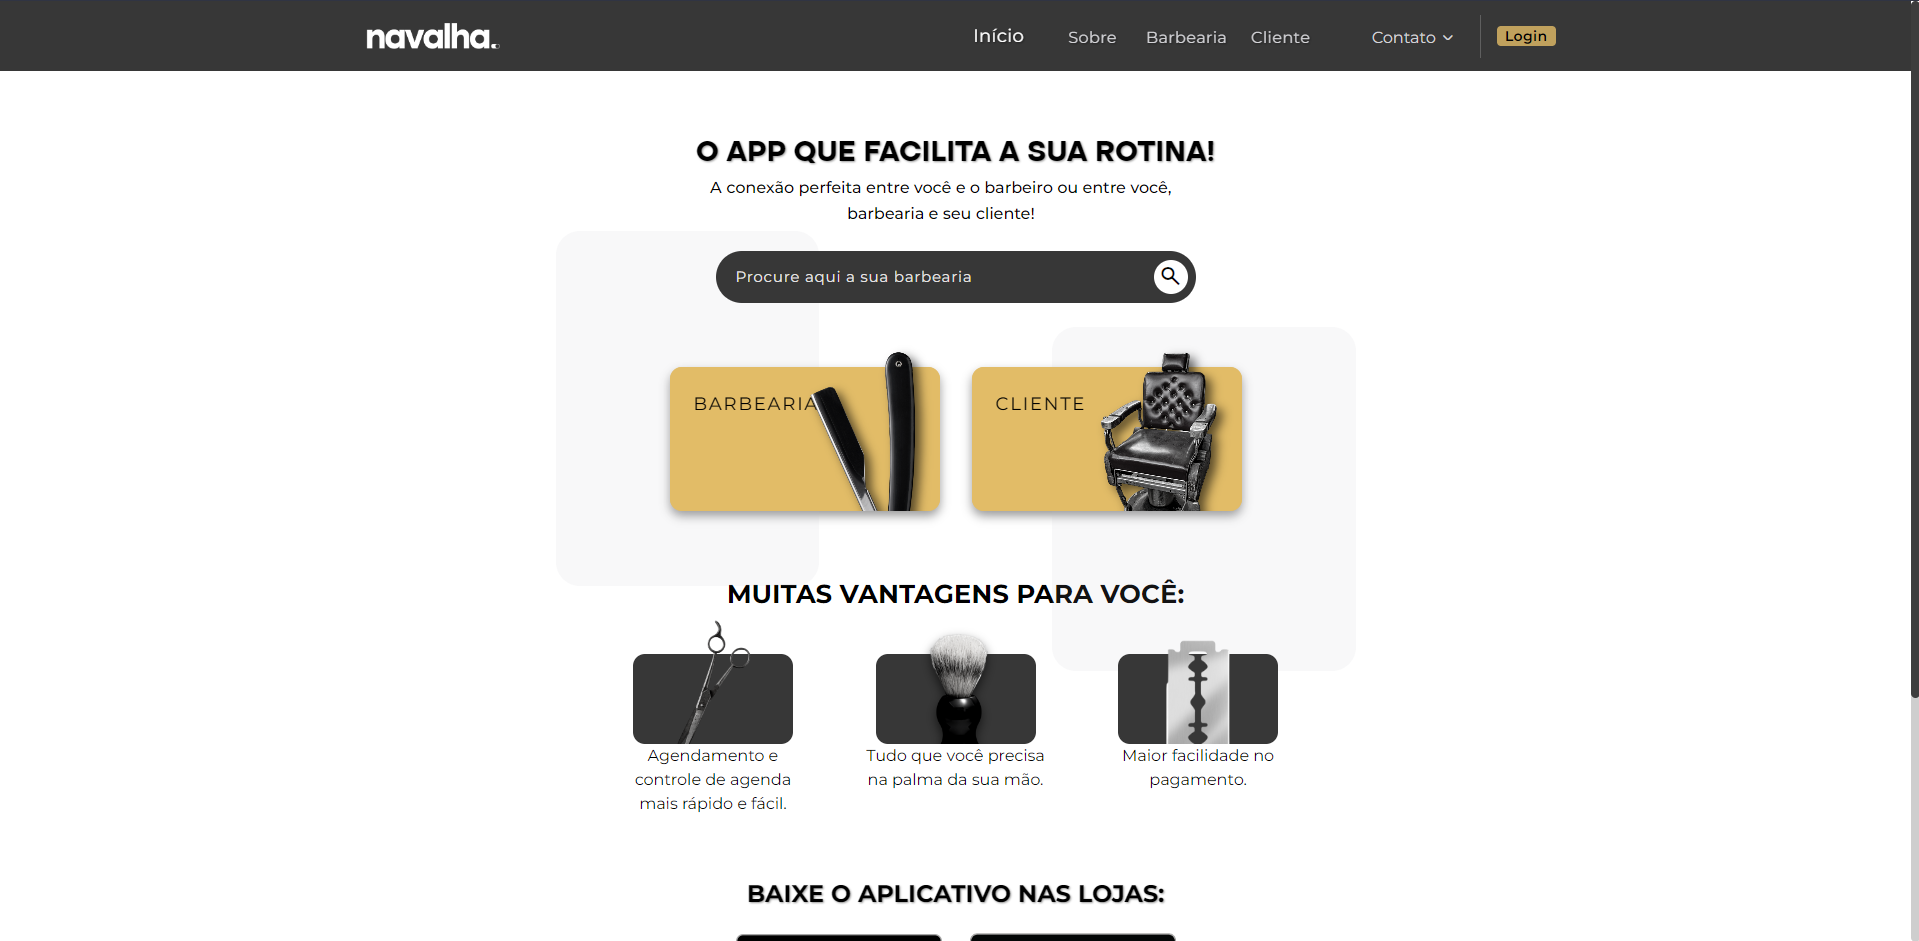 navalha.
Início
Sobre
Barbearia
Cliente
Contato
Login
O APP QUE FACILITA A SUA ROTINA!
A conexão perfeita entre você e o barbeiro ou entre você,
barbearia e seu cliente!
Procure aqui a sua barbearia
BARBEARIA
CLIENTE
MUITAS VANTAGENS PARA VOCÊ:
Agendamento e
controle de agenda
mais rápido e fácil.
Tudo que você precisa
na palma da sua mão.
Maior facilidade no
pagamento.
BAIXE O APLICATIVO NAS LOJAS: